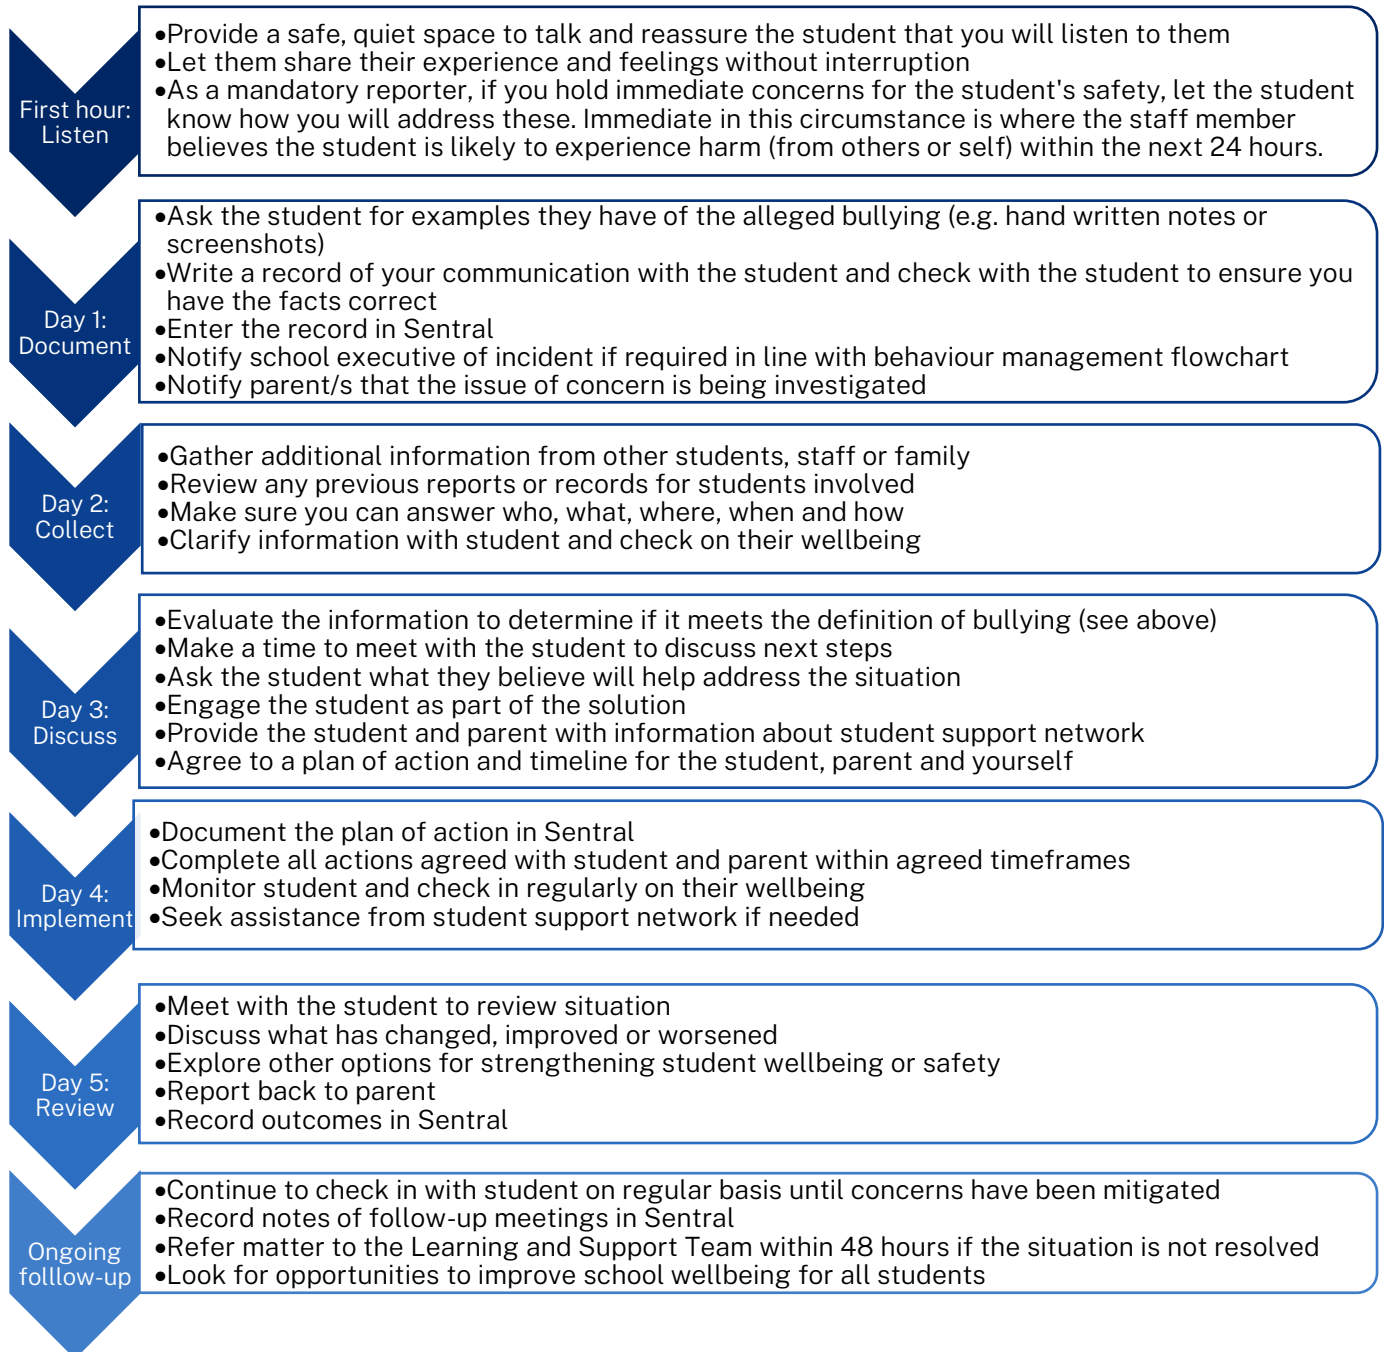 First hour:
Listen
•Provide a safe, quiet space to talk and reassure the student that you will listen to them
•Let them share their experience and feelings without interruption
•As a mandatory reporter, if you hold immediate concerns for the student's safety, let the student
know how you will address these. Immediate in this circumstance is where the staff member
believes the student is likely to experience harm (from others or self) within the next 24 hours.
Day 1:
Document
•Ask the student for examples they have of the alleged bullying (e.g. hand written notes or
screenshots)
•Write a record of your communication with the student and check with the student to ensure you
have the facts correct
•Enter the record in Sentral
•Notify school executive of incident if required in line with behaviour management flowchart
•Notify parent/s that the issue of concern is being investigated
Day 2:
Collect
•Gather additional information from other students, staff or family
•Review any previous reports or records for students involved
•Make sure you can answer who, what, where, when and how
•Clarify information with student and check on their wellbeing
Day 3:
Discuss
•Evaluate the information to determine if it meets the definition of bullying (see above)
•Make a time to meet with the student to discuss next steps
•Ask the student what they believe will help address the situation
•Engage the student as part of the solution
•Provide the student and parent with information about student support network
•Agree to a plan of action and timeline for the student, parent and yourself
Day 4:
Implement
•Document the plan of action in Sentral
•Complete all actions agreed with student and parent within agreed timeframes
•Monitor student and check in regularly on their wellbeing
•Seek assistance from student support network if needed
Day 5:
Review
•Meet with the student to review situation
•Discuss what has changed, improved or worsened
•Explore other options for strengthening student wellbeing or safety
•Report back to parent
•Record outcomes in Sentral
Ongoing
folllow-up
•Continue to check in with student on regular basis until concerns have been mitigated
•Record notes of follow-up meetings in Sentral
•Refer matter to the Learning and Support Team within 48 hours if the situation is not resolved
•Look for opportunities to improve school wellbeing for all students